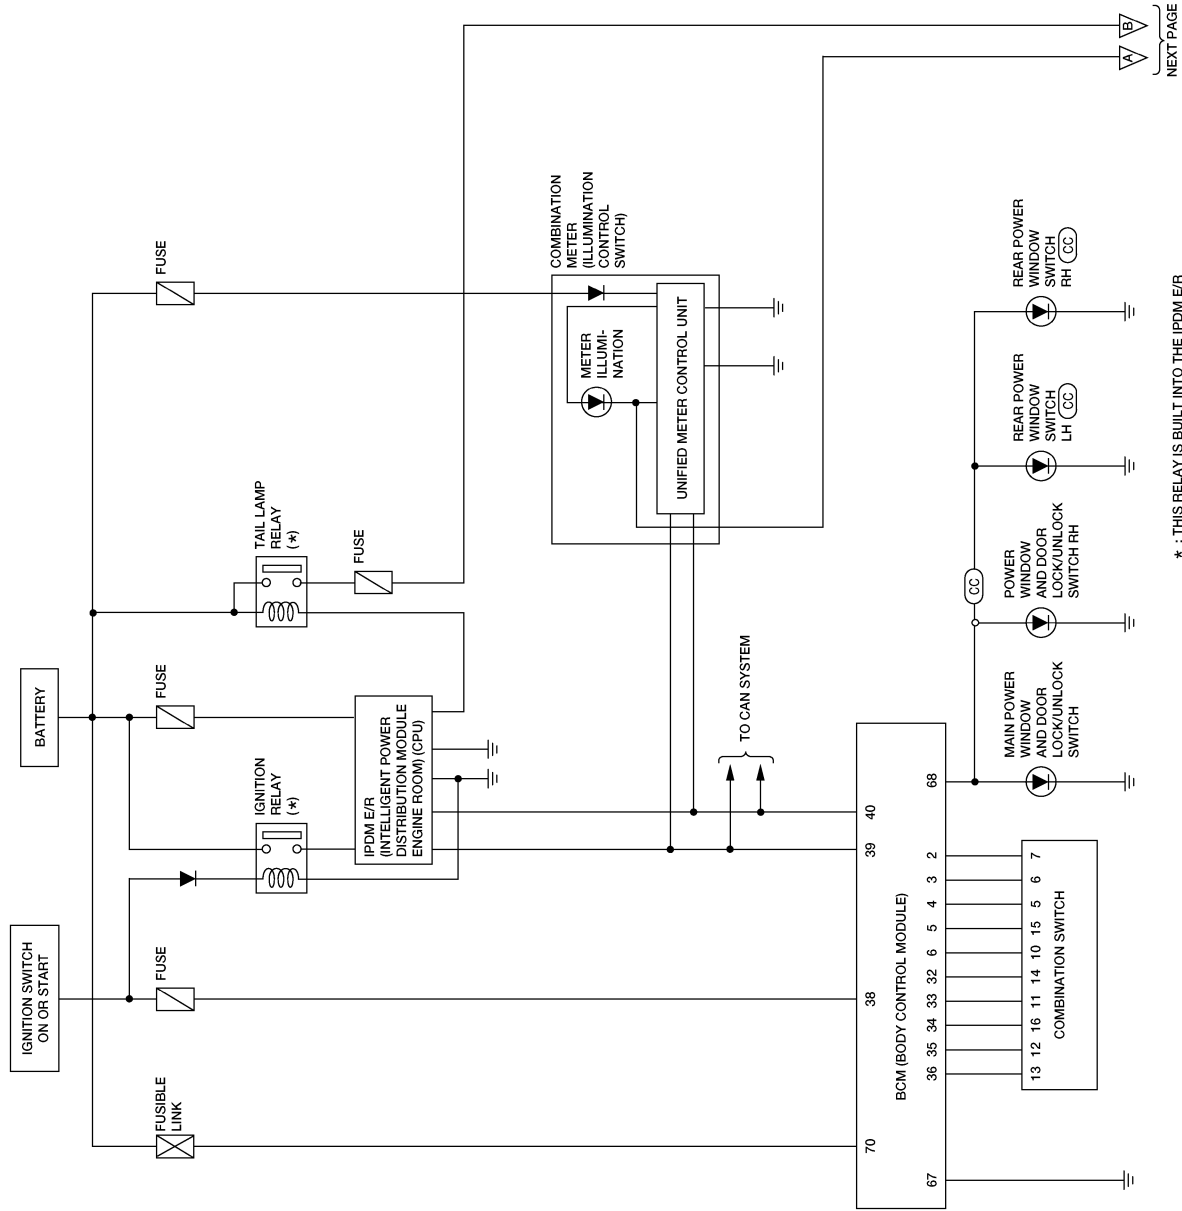 IGNITION SWITCH
ON OR START
BATTERY
FUSIBLE
LINK
FUSE
IGNITION
RELAY
(*)
FUSE
TAIL LAMP
RELAY
(*)
FUSE
FUSE
IPDM E/R
(INTELLIGENT POWER
DISTRIBUTION MODULE
ENGINE ROOM) (CPU)
COMBINATION
METER
(ILLUMINATION
CONTROL
SWITCH)
METER
ILLUMI-
NATION
UNIFIED METER CONTROL UNIT
TO CAN SYSTEM
70
38
39
40
BCM (BODY CONTROL MODULE)
67
36
35
34
33
32
6
5
4
3
2
68
13
12
16
11
14
10
15
5
6
7
COMBINATION SWITCH
MAIN POWER
WINDOW
AND DOOR
LOCK/UNLOCK
SWITCH
CC
POWER
WINDOW
AND DOOR
LOCK/UNLOCK
SWITCH RH
REAR POWER
WINDOW
SWITCH
LH CC
REAR POWER
WINDOW
SWITCH
RH CC
A
B
NEXT PAGE
* : THIS RELAY IS BUILT INTO THE IPDM E/R